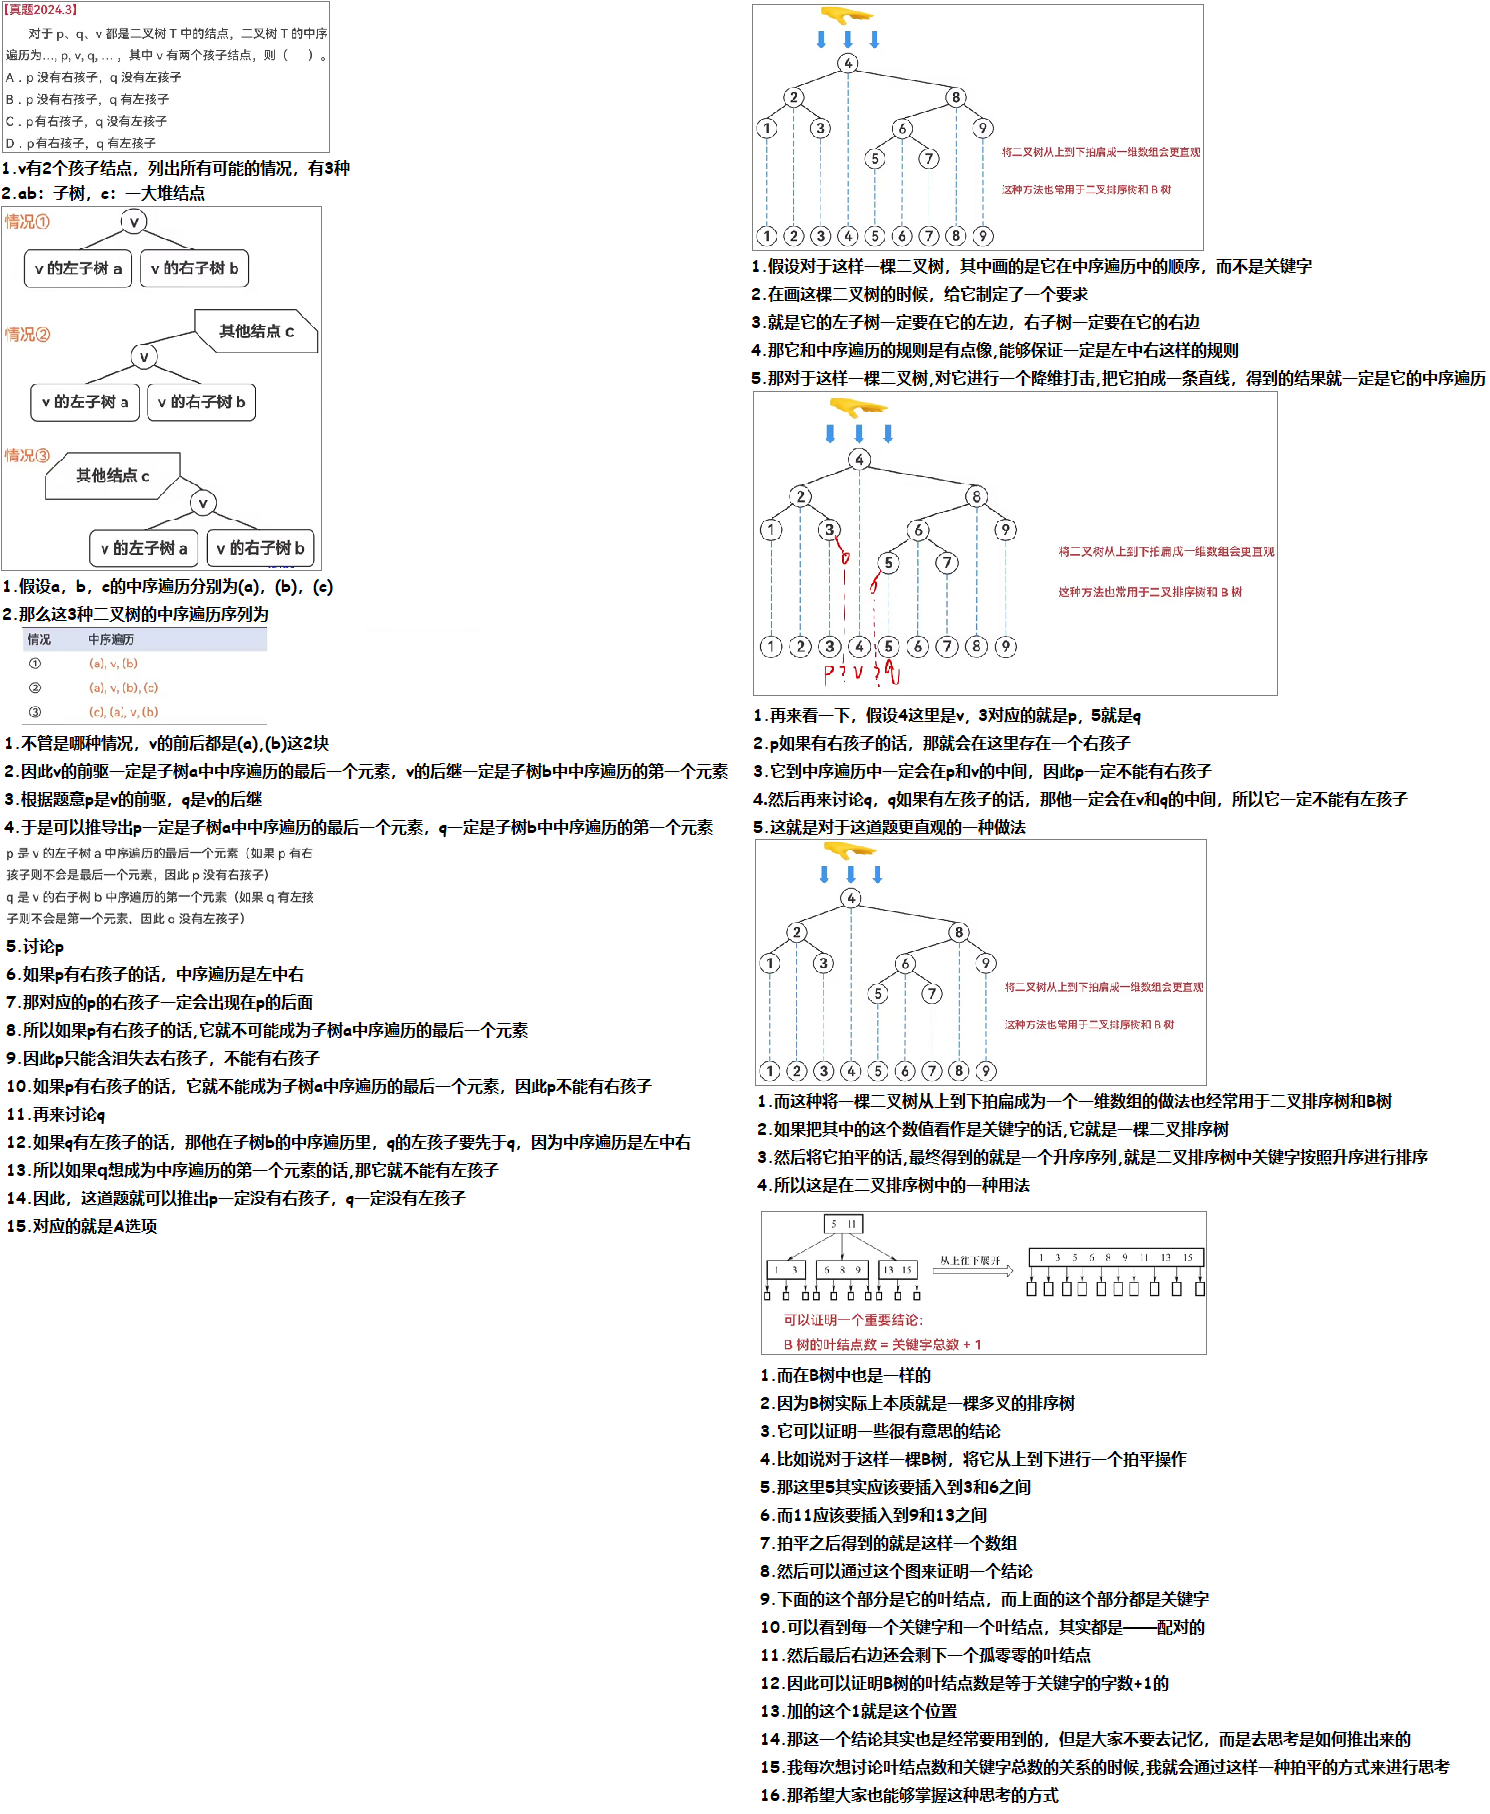 【真题2024.3】
对于 p、q、v 都是二叉树 T 中的结点，二叉树 T 的中序
遍历为…, p, v, q, … ，其中 v 有两个孩子结点，则（　）。
A．p 没有右孩子，q 没有左孩子
B．p 没有右孩子，q 有左孩子
C．p 有右孩子，q 没有左孩子
D．p 有右孩子，q 有左孩子
1.v有2个孩子结点，列出所有可能的情况，有3种
2.ab：子树，c：一大堆结点
情况①
v
v 的左子树 a
v 的右子树 b
情况②
其他结点 c
v
v 的左子树 a
v 的右子树 b
情况③
其他结点 c
v
v 的左子树 a
v 的右子树 b
1.假设a，b，c的中序遍历分别为(a)，(b)，(c)
2.那么这3种二叉树的中序遍历序列为
情况 中序遍历
① (a), v, (b)
② (a), v, (b), (c)
③ (c), (a), v, (b)
1.不管是哪种情况，v的前后都是(a),(b)这2块
2.因此v的前驱一定是子树a中中序遍历的最后一个元素，v的后继一定是子树b中中序遍历的第一个元素
3.根据题意p是v的前驱，q是v的后继
4.于是可以推导出p一定是子树a中中序遍历的最后一个元素，q一定是子树b中中序遍历的第一个元素
p 是 v 的左子树 a 中序遍历的最后一个元素（如果 p 有右
孩子则不会是最后一个元素，因此 p 没有右孩子）
q 是 v 的右子树 b 中序遍历的第一个元素（如果 q 有左孩
子则不会是第一个元素，因此 q 没有左孩子）
5.讨论p
6.如果p有右孩子的话，中序遍历是左中右
7.那对应的p的右孩子一定会出现在p的后面
8.所以如果p有右孩子的话,它就不可能成为子树a中序遍历的最后一个元素
9.因此p只能含泪失去右孩子，不能有右孩子
10.如果p有右孩子的话，它就不能成为子树a中序遍历的最后一个元素，因此p不能有右孩子
11.再来讨论q
12.如果q有左孩子的话，那他在子树b的中序遍历里，q的左孩子要先于q，因为中序遍历是左中右
13.所以如果q想成为中序遍历的第一个元素的话,那它就不能有左孩子
14.因此，这道题就可以推出p一定没有右孩子，q一定没有左孩子
15.对应的就是A选项
4
2 8
1 3 6 9
5 7
将二叉树从上到下拍扁成一维数组会更直观
这种方法也常用于二叉排序树和 B 树
1 2 3 4 5 6 7 8 9
1.假设对于这样一棵二叉树，其中画的是它在中序遍历中的顺序，而不是关键字
2.在画这棵二叉树的时候，给它制定了一个要求
3.就是它的左子树一定要在它的左边，右子树一定要在它的右边
4.那它和中序遍历的规则是有点像,能够保证一定是左中右这样的规则
5.那对于这样一棵二叉树,对它进行一个降维打击,把它拍成一条直线，得到的结果就一定是它的中序遍历
4
2 8
1 3 6 9
5 7
将二叉树从上到下拍扁成一维数组会更直观
这种方法也常用于二叉排序树和 B 树
1 2 3 4 5 6 7 8 9
p ? v ? q
1.再来看一下，假设4这里是v，3对应的就是p，5就是q
2.p如果有右孩子的话，那就会在这里存在一个右孩子
3.它到中序遍历中一定会在p和v的中间，因此p一定不能有右孩子
4.然后再来讨论q，q如果有左孩子的话，那他一定会在v和q的中间，所以它一定不能有左孩子
5.这就是对于这道题更直观的一种做法
4
2 8
1 3 6 9
5 7
将二叉树从上到下拍扁成一维数组会更直观
这种方法也常用于二叉排序树和 B 树
1 2 3 4 5 6 7 8 9
1.而这种将一棵二叉树从上到下拍扁成为一个一维数组的做法也经常用于二叉排序树和B树
2.如果把其中的这个数值看作是关键字的话,它就是一棵二叉排序树
3.然后将它拍平的话,最终得到的就是一个升序序列,就是二叉排序树中关键字按照升序进行排序
4.所以这是在二叉排序树中的一种用法
5 11
1 3 6 8 9 13 15
从上往下展开
1 3 5 6 8 9 11 13 15
可以证明一个重要结论：
B 树的叶结点数 = 关键字总数 + 1
1.而在B树中也是一样的
2.因为B树实际上本质就是一棵多叉的排序树
3.它可以证明一些很有意思的结论
4.比如说对于这样一棵B树，将它从上到下进行一个拍平操作
5.那这里5其实应该要插入到3和6之间
6.而11应该要插入到9和13之间
7.拍平之后得到的就是这样一个数组
8.然后可以通过这个图来证明一个结论
9.下面的这个部分是它的叶结点，而上面的这个部分都是关键字
10.可以看到每一个关键字和一个叶结点，其实都是一一配对的
11.然后最后右边还会剩下一个孤零零的叶结点
12.因此可以证明B树的叶结点数是等于关键字的字数+1的
13.加的这个1就是这个位置
14.那这一个结论其实也是经常要用到的，但是大家不要去记忆，而是去思考是如何推出来的
15.我每次想讨论叶结点数和关键字总数的关系的时候,我就会通过这样一种拍平的方式来进行思考
16.那希望大家也能够掌握这种思考的方式